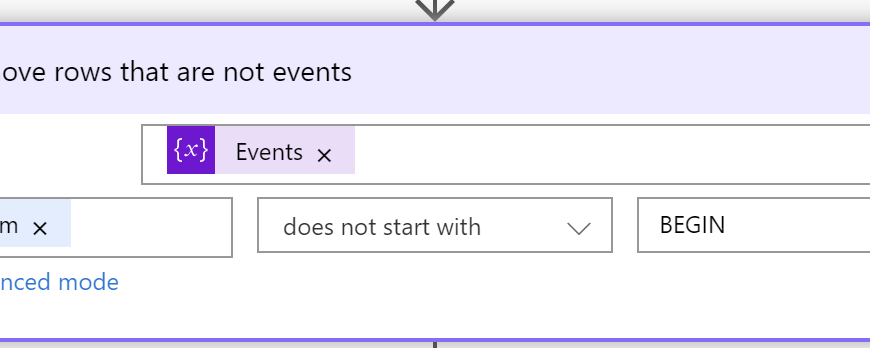 ove rows that are not events
{x} Events ×
m × does not start with BEGIN
nced mode